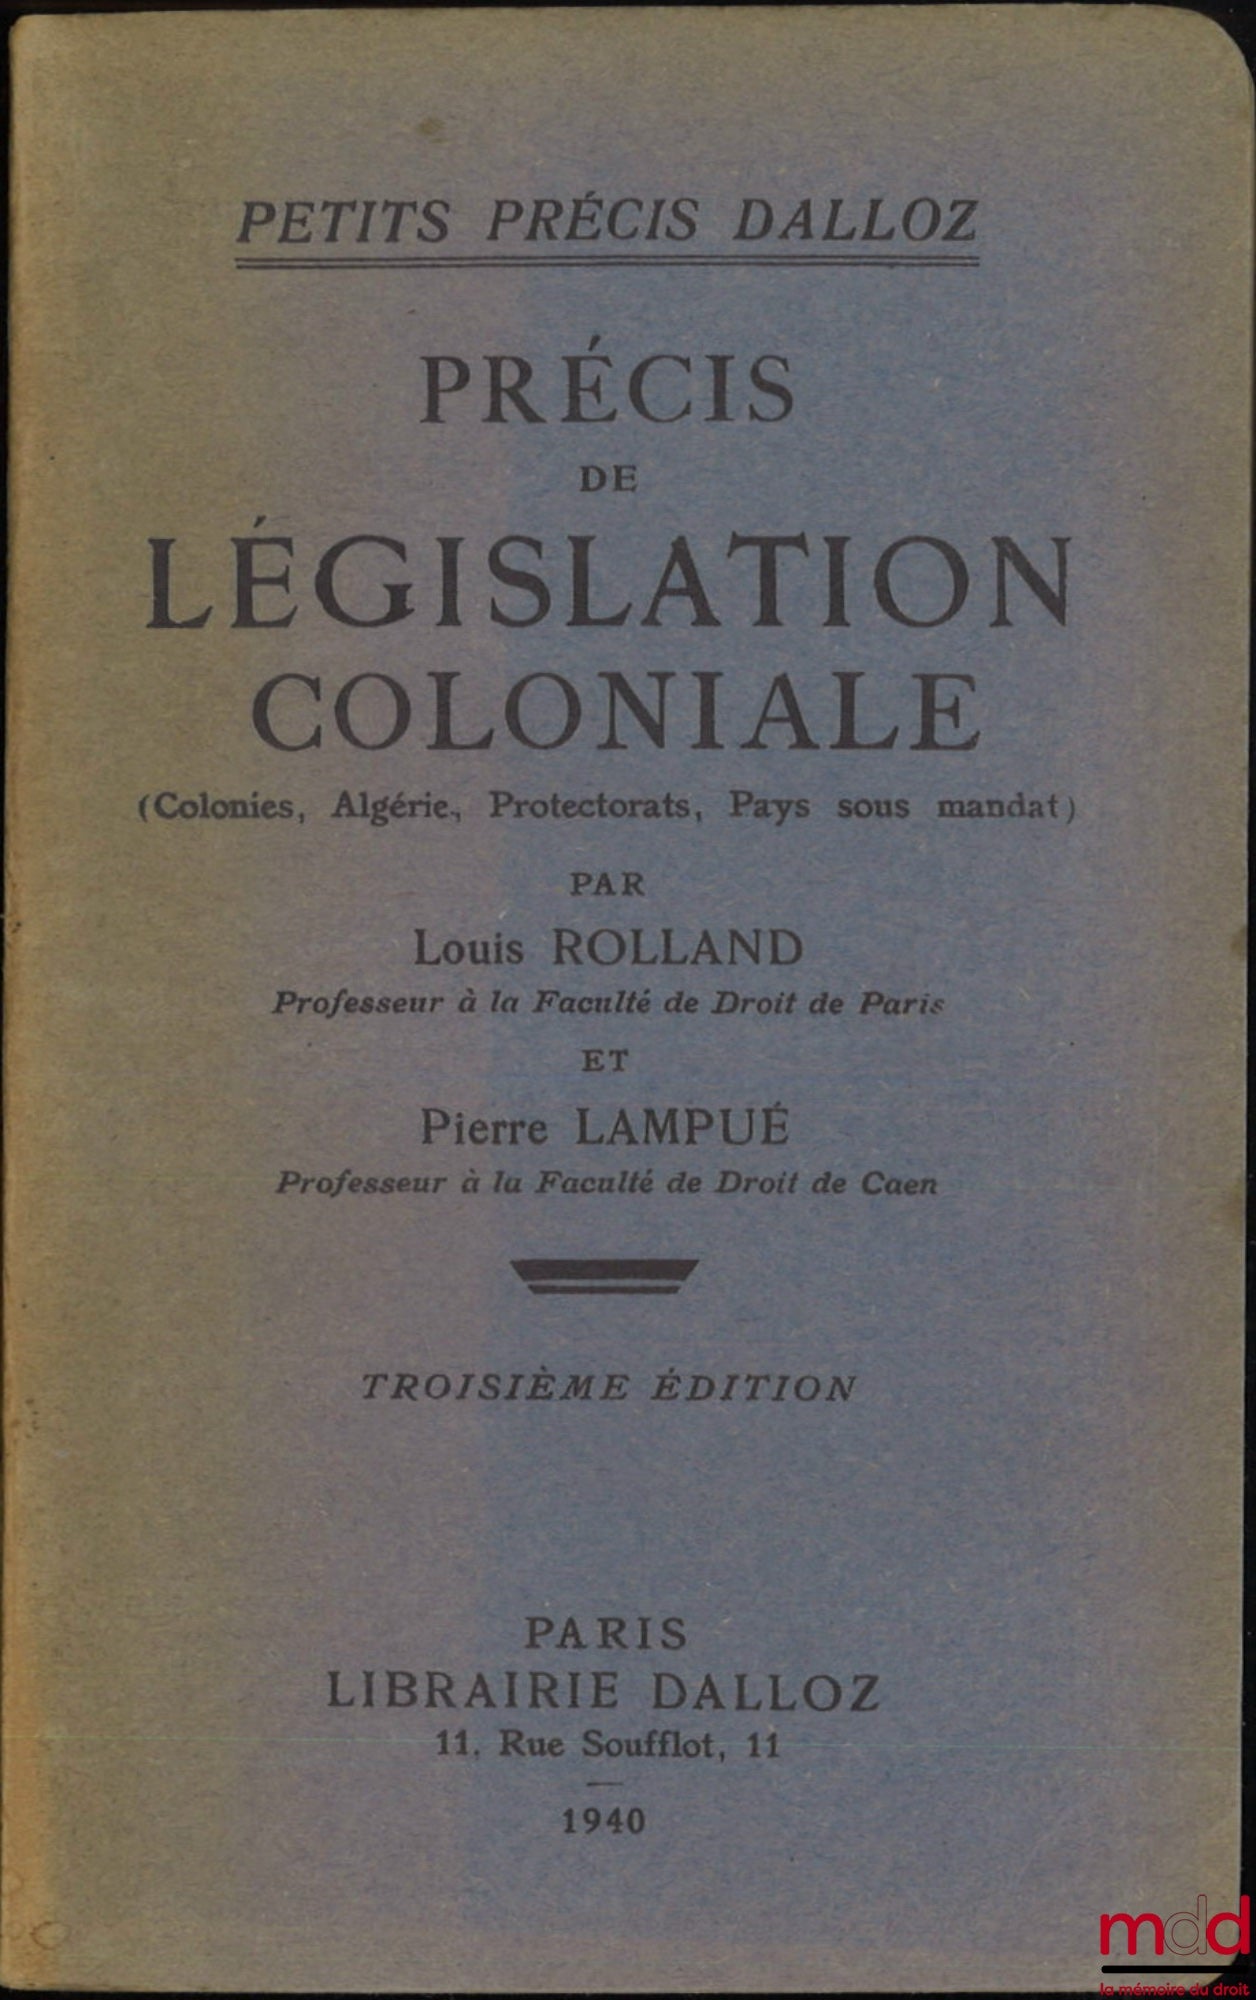 PETITS PRÉCIS DALLOZ
PRÉCIS
DE
LÉGISLATION
COLONIALE
(Colonies, Algérie, Protectorats, Pays sous mandat)
PAR
Louis ROLLAND
Professeur à la Faculté de Droit de Paris
ET
Pierre LAMPUÉ
Professeur à la Faculté de Droit de Caen
TROISIÈME ÉDITION
PARIS
LIBRAIRIE DALLOZ
11, Rue Soufflot, 11
1940
mdd
la mémoire du droit